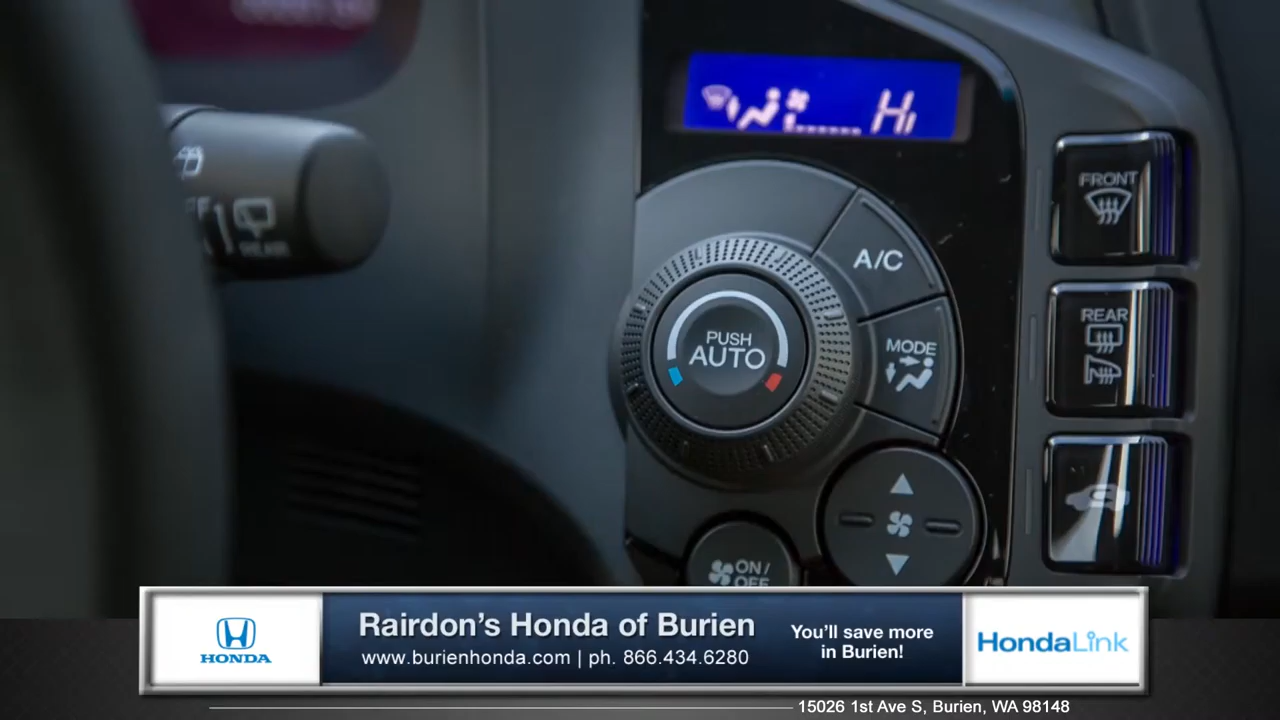 Hi
FRONT
A/C
REAR
REAR
PUSH
AUTO
MODE
ON/
OFF
Rairdon's Honda of Burien
www.burienhonda.com | ph. 866.434.6280
You'll save more
in Burien!
HONDA
HondaLink
15026 1st Ave S, Burien, WA 98148